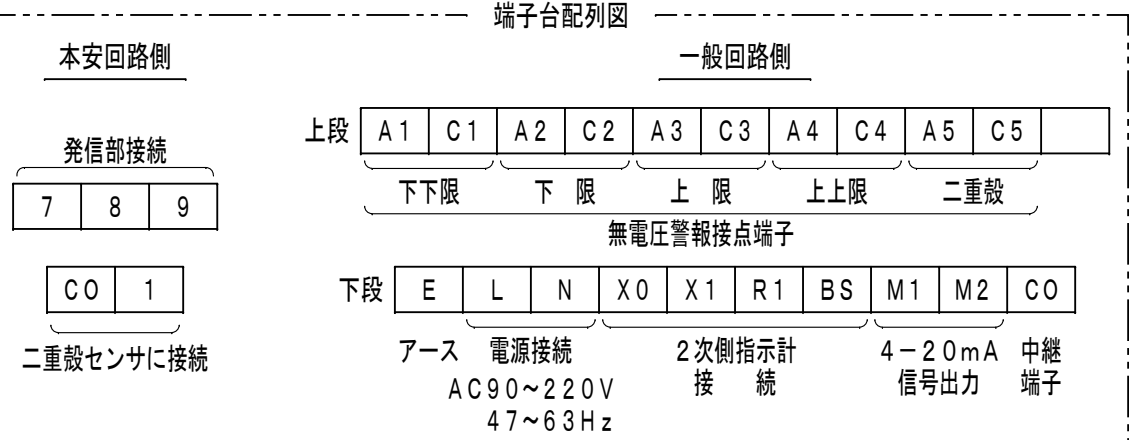 端子台配列図
本安回路側
一般回路側
発信部接続
7 8 9
CO 1
二重殻センサに接続
上段 A1 C1 A2 C2 A3 C3 A4 C4 A5 C5
下下限 下 限 上 限 上上限 二重殻
無電圧警報接点端子
下段 E L N X0 X1 R1 BS M1 M2 CO
アース 電源接続 2次側指示計 4-20mA 中継
接 続 信号出力 端子
AC90~220V
47~63Hz